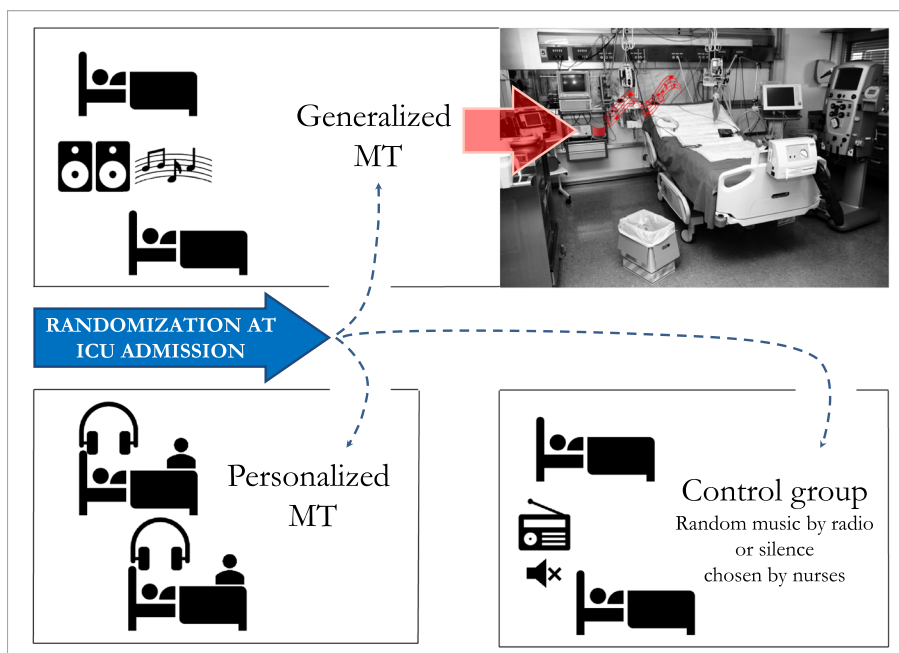 Generalized
MT
RANDOMIZATION AT
ICU ADMISSION
Personalized
MT
Control group
Random music by radio
or silence
chosen by nurses